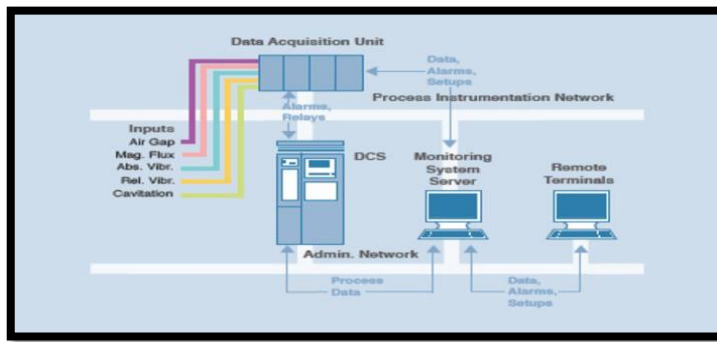 Data Acquisition Unit
Data,
Alarms,
Setups
Process Instrumentation Network
Alarms,
Relays
Inputs
Air Gap
Mag. Flux
Abs. Vibr.
Rel. Vibr.
Cavitation
DCS
Monitoring
System
Server
Remote
Terminals
Admin. Network
Process
Data
Data,
Alarms,
Setups